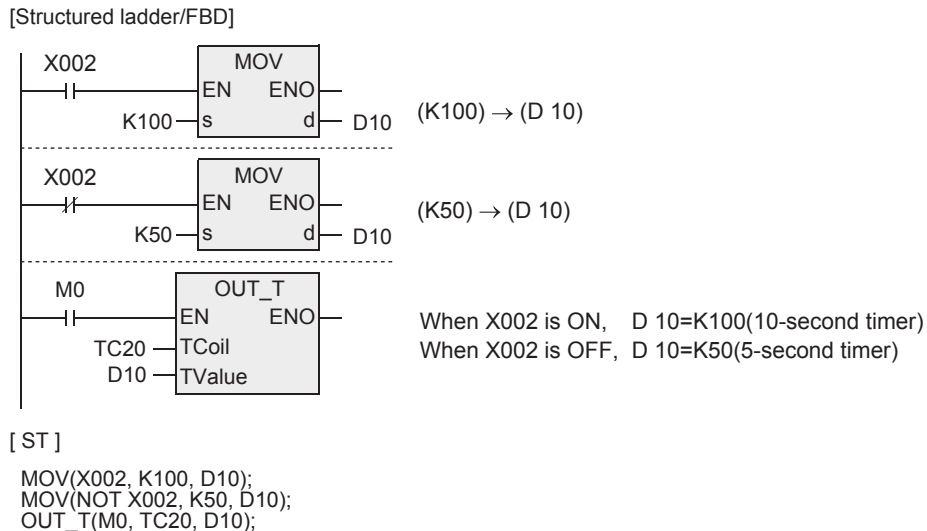 [Structured ladder/FBD]
X002
MOV
EN ENO
K100 s d D10
(K100) → (D 10)
X002
MOV
EN ENO
K50 s d D10
(K50) → (D 10)
M0
OUT_T
EN ENO
TC20 TCoil
D10 TValue
When X002 is ON, D 10=K100(10-second timer)
When X002 is OFF, D 10=K50(5-second timer)
[ ST ]
MOV(X002, K100, D10);
MOV(NOT X002, K50, D10);
OUT_T(M0, TC20, D10);